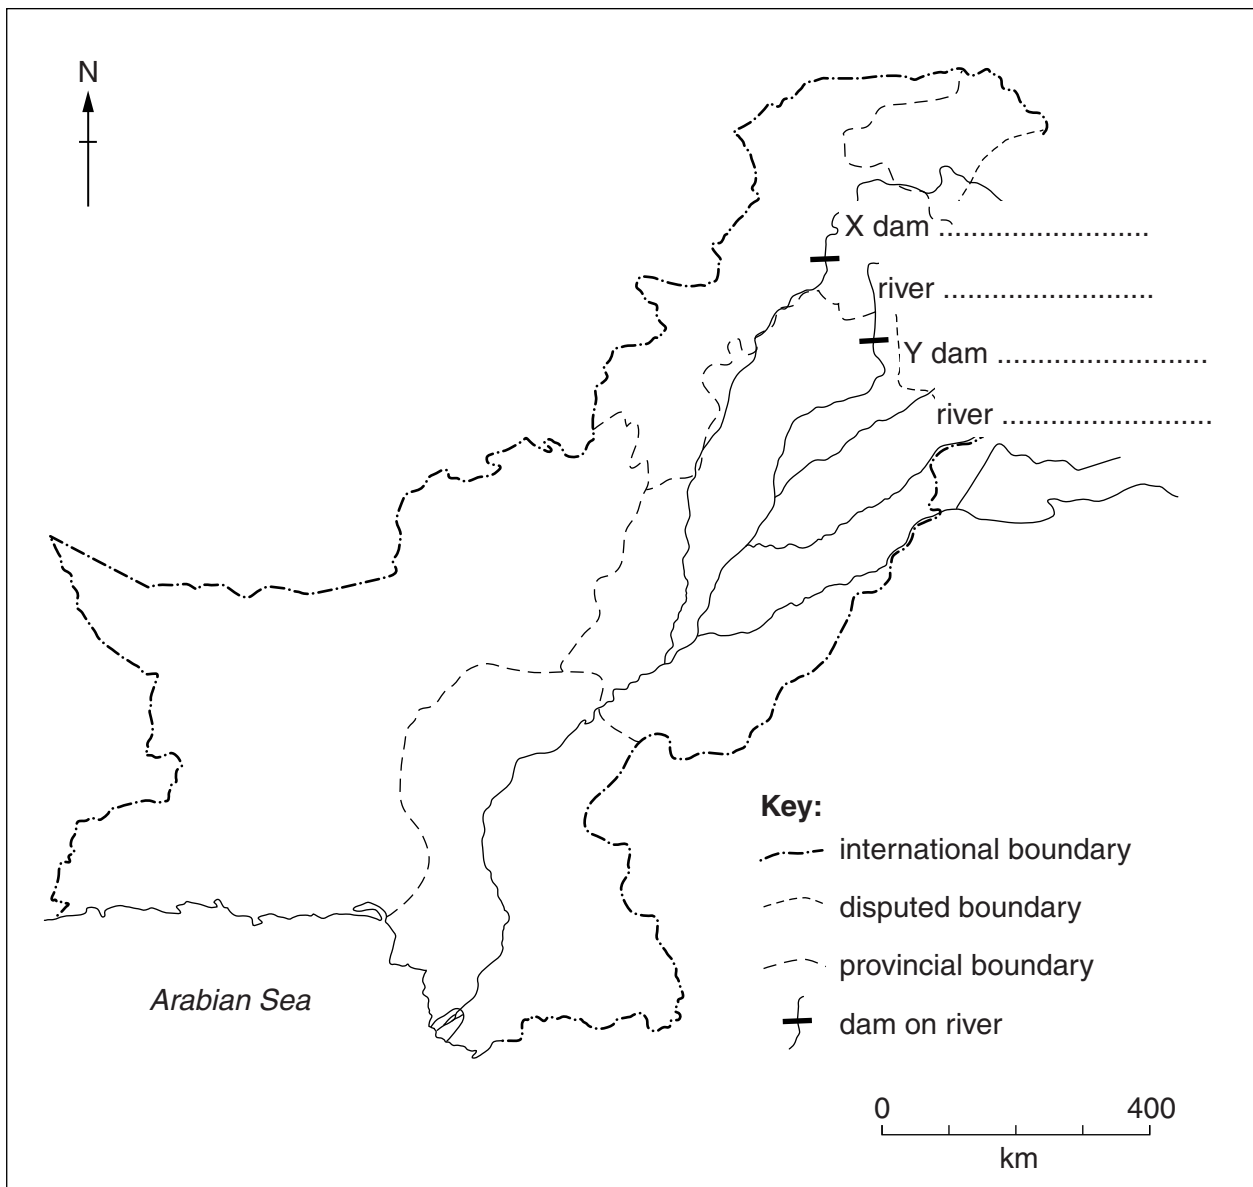 N
X dam ..........................
river ..........................
Y dam ..........................
river ..........................
Key:
international boundary
disputed boundary
provincial boundary
dam on river
Arabian Sea
0 400
km